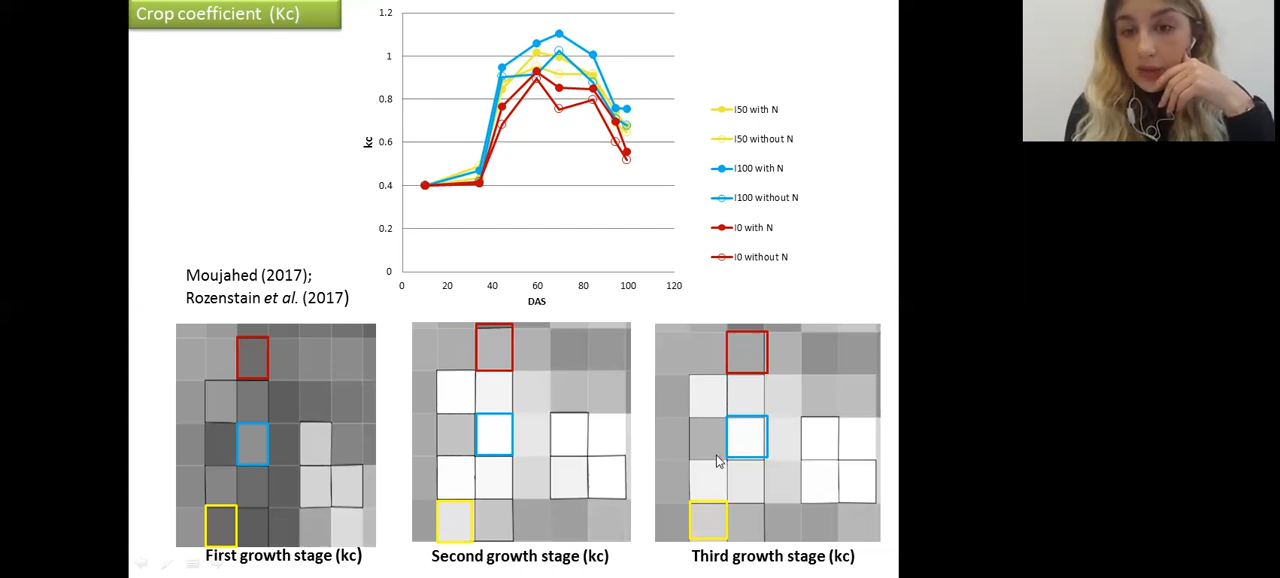 Crop coefficient (Kc)
1.2
1
0.8
0.6
0.4
0.2
0
kc
0 20 40 60 80 100 120
DAS
I50 with N
I50 without N
I100 with N
I100 without N
I0 with N
I0 without N
Moujahed (2017);
Rozenstain et al. (2017)
First growth stage (kc)
Second growth stage (kc)
Third growth stage (kc)